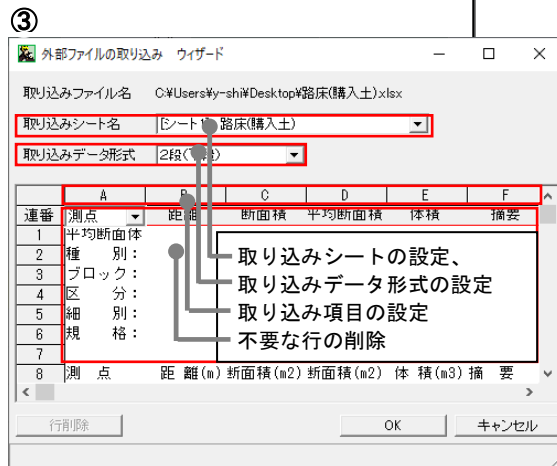 ③
外部ファイルの取り込み ウィザード
取り込みファイル名 C:¥Users¥y-shi¥Desktop¥路床(購入土).xlsx
取り込みシート名 [シート1] 路床(購入土)
取り込みデータ形式 2段(下段)
A B C D E F
連番 測点 距離 断面積 平均断面積 体積 摘要
1 平均断面体
2 種 別：
3 ブロック：
4 区 分：
5 細 別：
6 規 格：
7
8 測 点 距 離(m) 断面積(m2) 断面積(m2) 体 積(m3) 摘 要
取り込みシートの設定、
取り込みデータ形式の設定
取り込み項目の設定
不要な行の削除
行削除 OK キャンセル